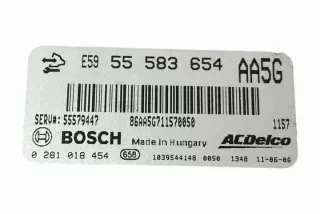 E59 55 583 654 AA5G
SERV#: 55579447 86AA5G711570050 1157
BOSCH Made in Hungary ACDelco
0 281 018 454 656 1039S44148 0050 1348 11-06-06